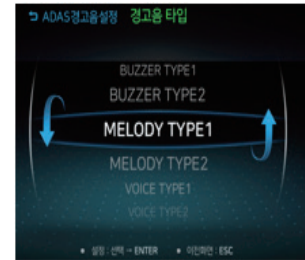 ADAS경고음설정 경고음 타입
BUZZER TYPE1
BUZZER TYPE2
MELODY TYPE1
MELODY TYPE2
VOICE TYPE1
VOICE TYPE2
• 설정 : 선택 → ENTER • 이전화면 : ESC